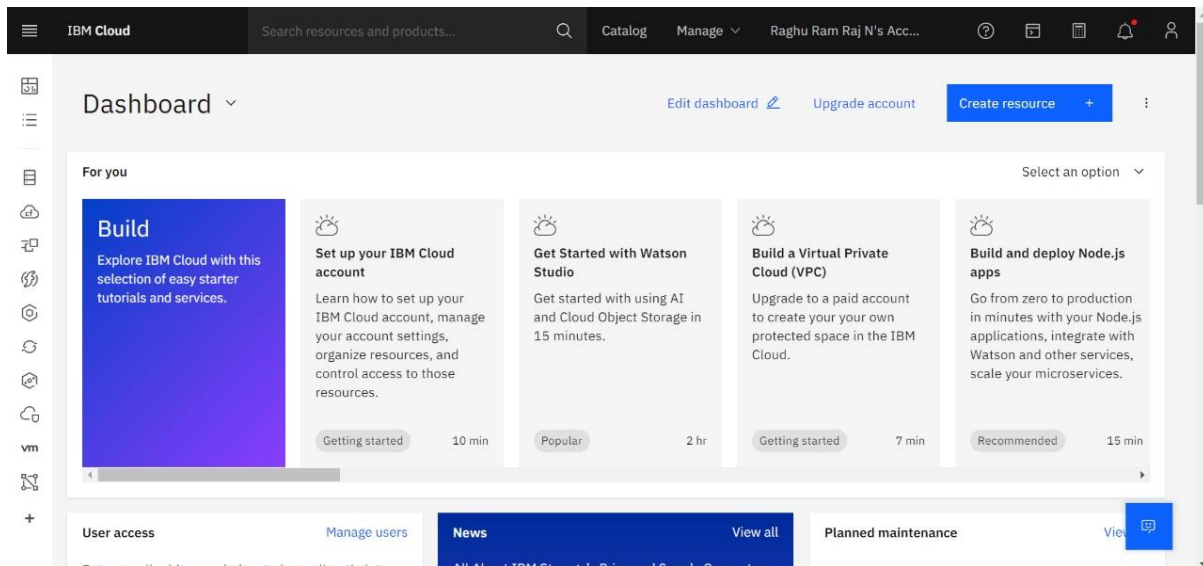 IBM Cloud
Search resources and products...
Catalog
Manage
Raghu Ram Raj N's Acc...
Dashboard
Edit dashboard
Upgrade account
Create resource +
For you
Select an option
Build
Explore IBM Cloud with this
selection of easy starter
tutorials and services.
Set up your IBM Cloud
account
Learn how to set up your
IBM Cloud account, manage
your account settings,
organize resources, and
control access to those
resources.
Getting started
10 min
Get Started with Watson
Studio
Get started with using AI
and Cloud Object Storage in
15 minutes.
Popular
2 hr
Build a Virtual Private
Cloud (VPC)
Upgrade to a paid account
to create your your own
protected space in the IBM
Cloud.
Getting started
7 min
Build and deploy Node.js
apps
Go from zero to production
in minutes with your Node.js
applications, integrate with
Watson and other services,
scale your microservices.
Recommended
15 min
vm
User access
Manage users
News
View all
Planned maintenance